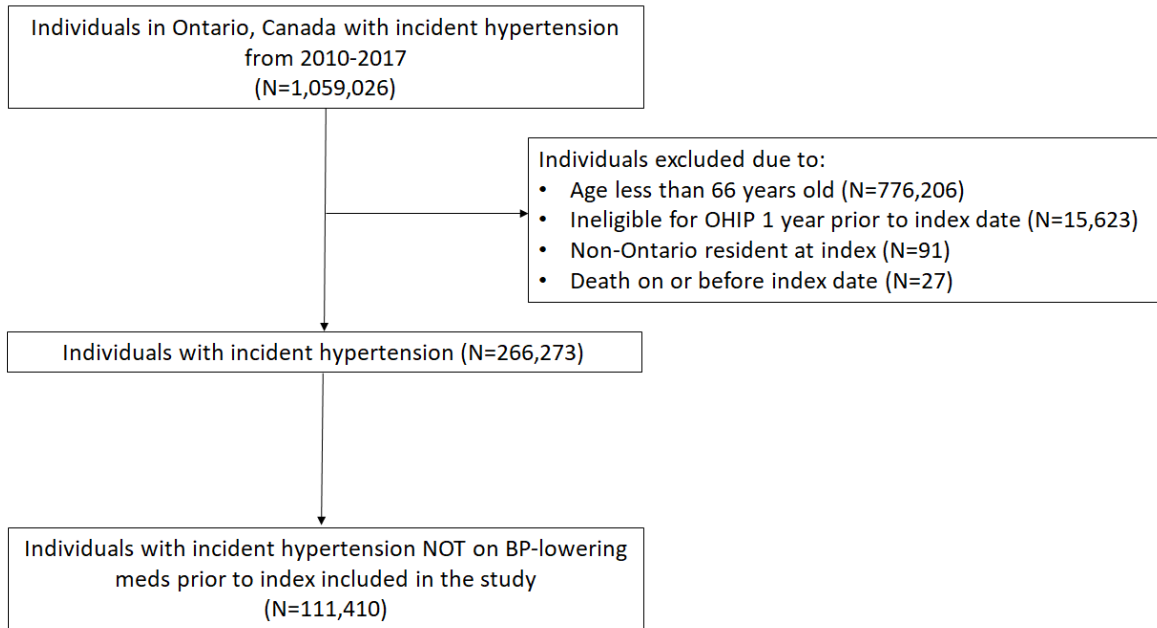 Individuals in Ontario, Canada with incident hypertension
from 2010-2017
(N=1,059,026)
Individuals excluded due to:
• Age less than 66 years old (N=776,206)
• Ineligible for OHIP 1 year prior to index date (N=15,623)
• Non-Ontario resident at index (N=91)
• Death on or before index date (N=27)
Individuals with incident hypertension (N=266,273)
Individuals with incident hypertension NOT on BP-lowering
meds prior to index included in the study
(N=111,410)